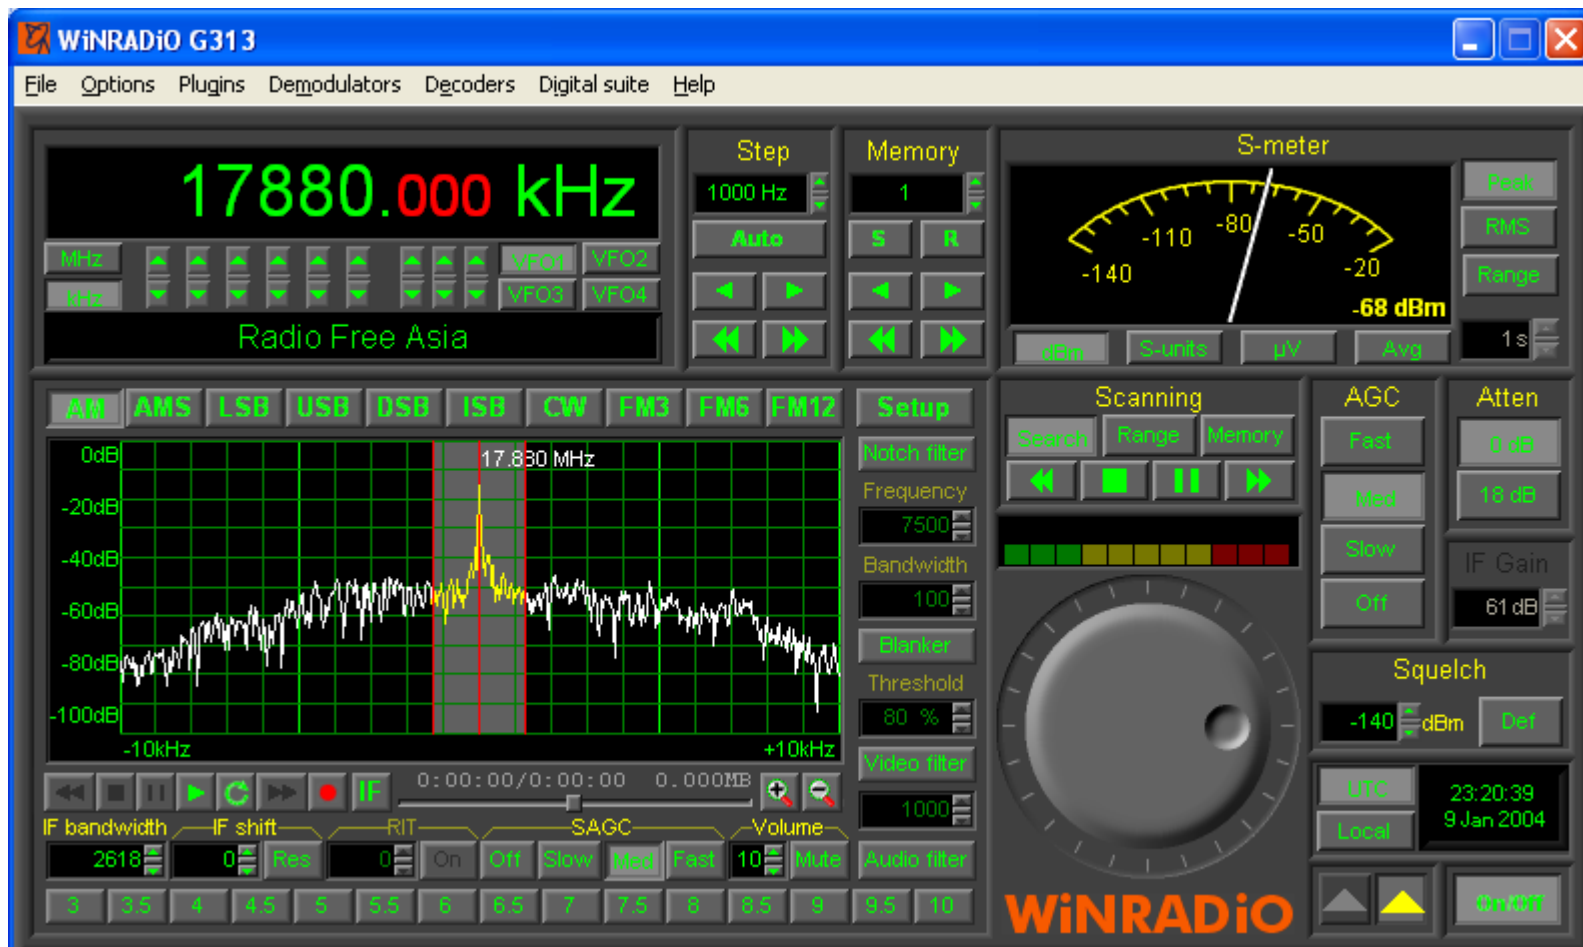 WiNRADiO G313
File Options Plugins Demodulators Decoders Digital suite Help
17880.000 kHz
MHz
kHz
VFO1 VFO2
VFO3 VFO4
Radio Free Asia
Step
1000 Hz
Auto
Memory
1
S R
S-meter
-140 -110 -80 -50 -20
-68 dBm
dBm S-units µV Avg
Peak
RMS
Range
1 s
AM AMS LSB USB DSB ISB CW FM3 FM6 FM12
0dB
-20dB
-40dB
-60dB
-80dB
-100dB
17.880 MHz
-10kHz +10kHz
Setup
Notch filter
Frequency
7500
Bandwidth
100
Blanker
Threshold
80 %
Video filter
1000
Audio filter
IF 0:00:00/0:00:00 0.000MB
IF bandwidth IF shift RIT SAGC Volume
2618 0 Res 0 On Off Slow Med Fast 10 Mute
3 3.5 4 4.5 5 5.5 6 6.5 7 7.5 8 8.5 9 9.5 10
Scanning
Search Range Memory
WiNRADiO
AGC
Fast
Med
Slow
Off
Atten
0 dB
18 dB
IF Gain
61 dB
Squelch
-140 dBm Def
UTC
Local
23:20:39
9 Jan 2004
On/Off